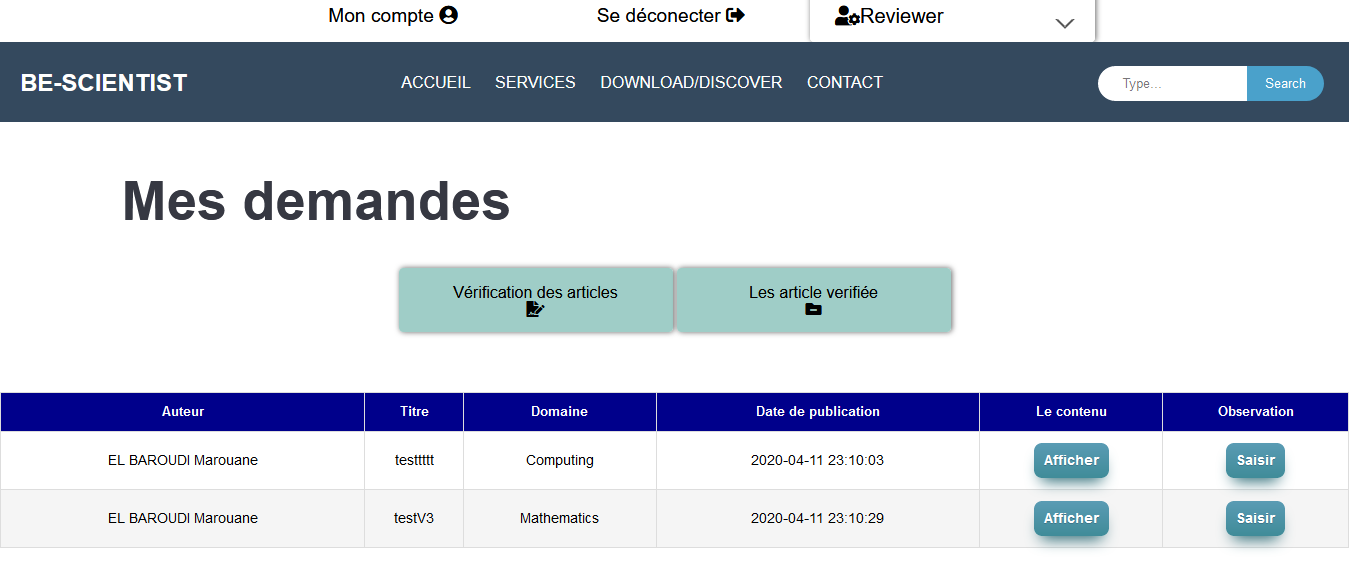 Mon compte
Se déconecter
Reviewer
BE-SCIENTIST
ACCUEIL SERVICES DOWNLOAD/DISCOVER CONTACT
Type...
Search
Mes demandes
Vérification des articles
Les article verifiée
Auteur Titre Domaine Date de publication Le contenu Observation
EL BAROUDI Marouane testtttt Computing 2020-04-11 23:10:03 Afficher Saisir
EL BAROUDI Marouane testV3 Mathematics 2020-04-11 23:10:29 Afficher Saisir